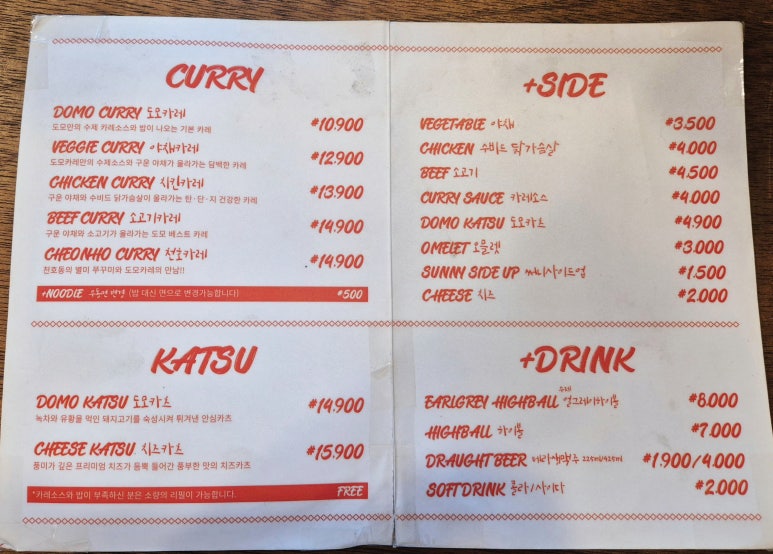 CURRY
DOMO CURRY 도모카레 ₩10.900
도모만의 수제 카레소스와 밥이 나오는 기본 카레
VEGGIE CURRY 야채카레 ₩12.900
도모카레만의 수제소스와 구운 야채가 올라가는 담백한 카레
CHICKEN CURRY 치킨카레 ₩13.900
구운 야채와 수비드 닭가슴살이 올라가는 탄·단·지 건강한 카레
BEEF CURRY 소고기카레 ₩14.900
구운 야채와 소고기가 올라가는 도모 베스트 카레
CHEONHO CURRY 천호카레 ₩14.900
천호동의 별미 쭈꾸미와 도모카레의 만남!!
+NOODLE 우동면 변경 (밥 대신 면으로 변경가능합니다) ₩500
KATSU
DOMO KATSU 도모카츠 ₩14.900
녹차와 유황을 먹인 돼지고기를 숙성시켜 튀겨낸 안심카츠
CHEESE KATSU 치즈카츠 ₩15.900
풍미가 깊은 프리미엄 치즈가 듬뿍 들어간 풍부한 맛의 치즈카츠
*카레소스와 밥이 부족하신 분은 소량의 리필이 가능합니다. FREE
+SIDE
VEGETABLE 야채 ₩3.500
CHICKEN 수비드 닭가슴살 ₩4.000
BEEF 소고기 ₩4.500
CURRY SAUCE 카레소스 ₩4.000
DOMO KATSU 도모카츠 ₩4.900
OMELET 오믈렛 ₩3.000
SUNNN SIDE UP 써니사이드업 ₩1.500
CHEESE 치즈 ₩2.000
+DRINK
수제
EARLGREY HIGHBALL 얼그레이하이볼 ₩8.000
HIGHBALL 하이볼 ₩7.000
DRAUGHT BEER 테라생맥주 225ml/425ml ₩1.900/4.000
SOFT DRINK 콜라/사이다 ₩2.000